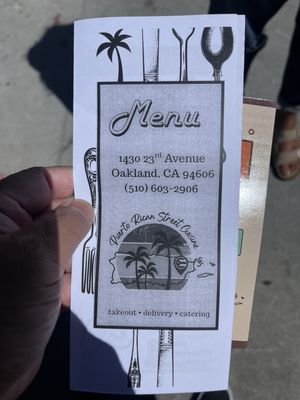 Menu
1430 23rd Avenue
Oakland, CA 94606
(510) 603-2906
Puerto Rican Street Cuisine
takeout • delivery • catering